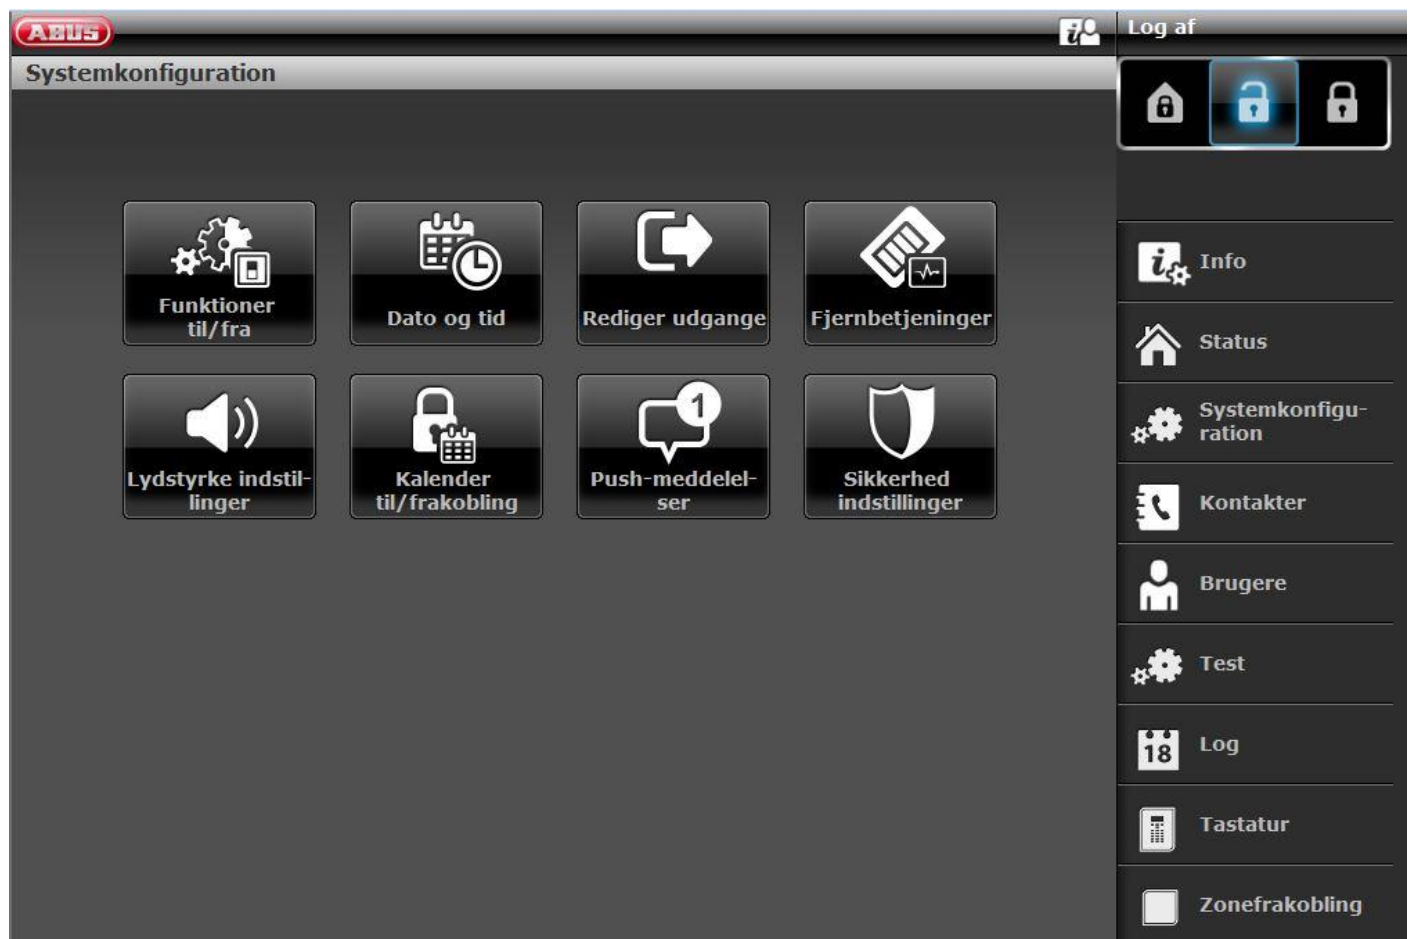 ABUS
Log af
Systemkonfiguration
Funktioner
til/fra
Dato og tid
Rediger udgange
Fjernbetjeninger
Lydstyrke indstil-
linger
Kalender
til/frakobling
1
Push-meddelel-
ser
Sikkerhed
indstillinger
i
Info
Status
Systemkonfigu-
ration
Kontakter
Brugere
Test
18
Log
Tastatur
Zonefrakobling